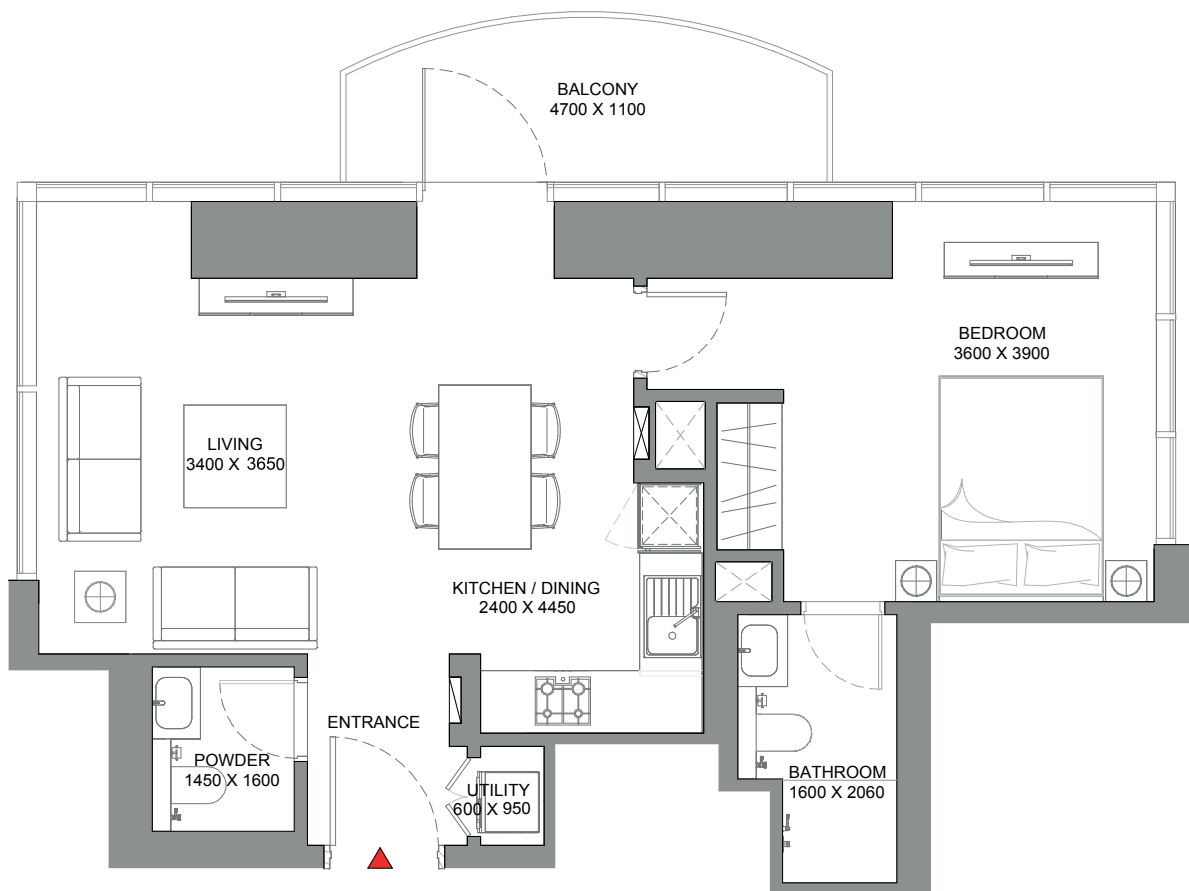 BALCONY
4700 X 1100
BEDROOM
3600 X 3900
LIVING
3400 X 3650
KITCHEN / DINING
2400 X 4450
ENTRANCE
POWDER
1450 X 1600
UTILITY
600 X 950
BATHROOM
1600 X 2060